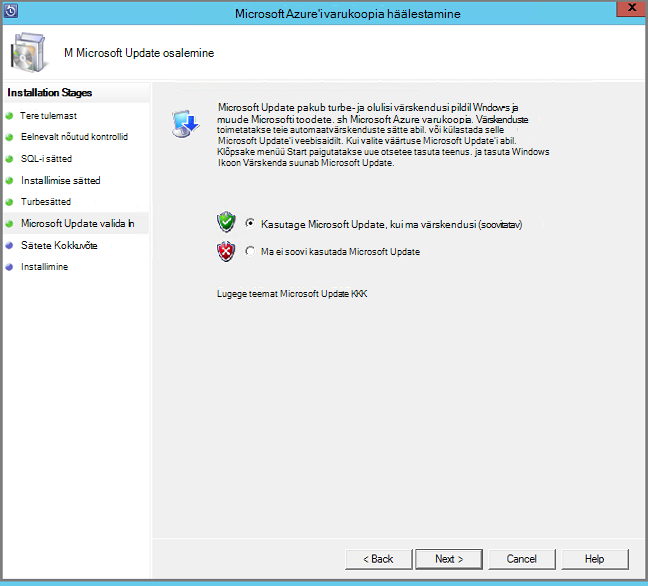 Microsoft Azure'i varukoopia häälestamine
X
M Microsoft Update osalemine
Installation Stages
Tere tulemast
Eelnevalt nõutud kontrollid
SQL-i sätted
Installimise sätted
Turbesätted
Microsoft Update valida In
Sätete Kokkuvõte
Installimine
Microsoft Update pakub turbe- ja olulisi värskendusi pildil Windows ja
muude Microsofti toodete. sh Microsoft Azure varukoopia. Värskenduste
toimetatakse teie automaatvärskenduste sätte abil. või külastada selle
Microsoft Update'i veebisaidilt. Kui valite väärtuse Microsoft Update'i abil.
Klõpsake menüü Start paigutatakse uue otsetee tasuta teenus. ja tasuta Windows
Ikoon Värskenda suunab Microsoft Update.
Kasutage Microsoft Update, kui ma värskendusi (soovitatav)
Ma ei soovi kasutada Microsoft Update
Lugege teemat Microsoft Update KKK
< Back
Next >
Cancel
Help